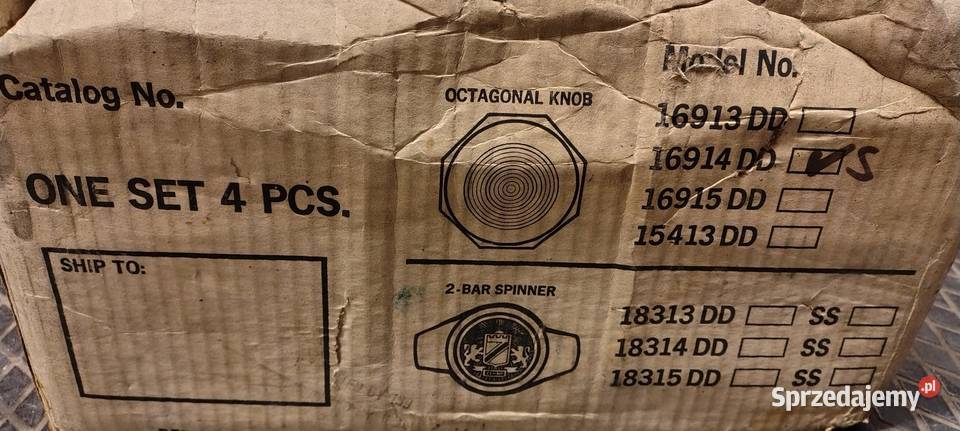 Catalog No.
ONE SET 4 PCS.
SHIP TO:
OCTAGONAL KNOB
2-BAR SPINNER
Model No.
16913 DD
16914 DD S
16915 DD
15413 DD
18313 DD SS
18314 DD SS
18315 DD SS
Sprzedajemy.pl